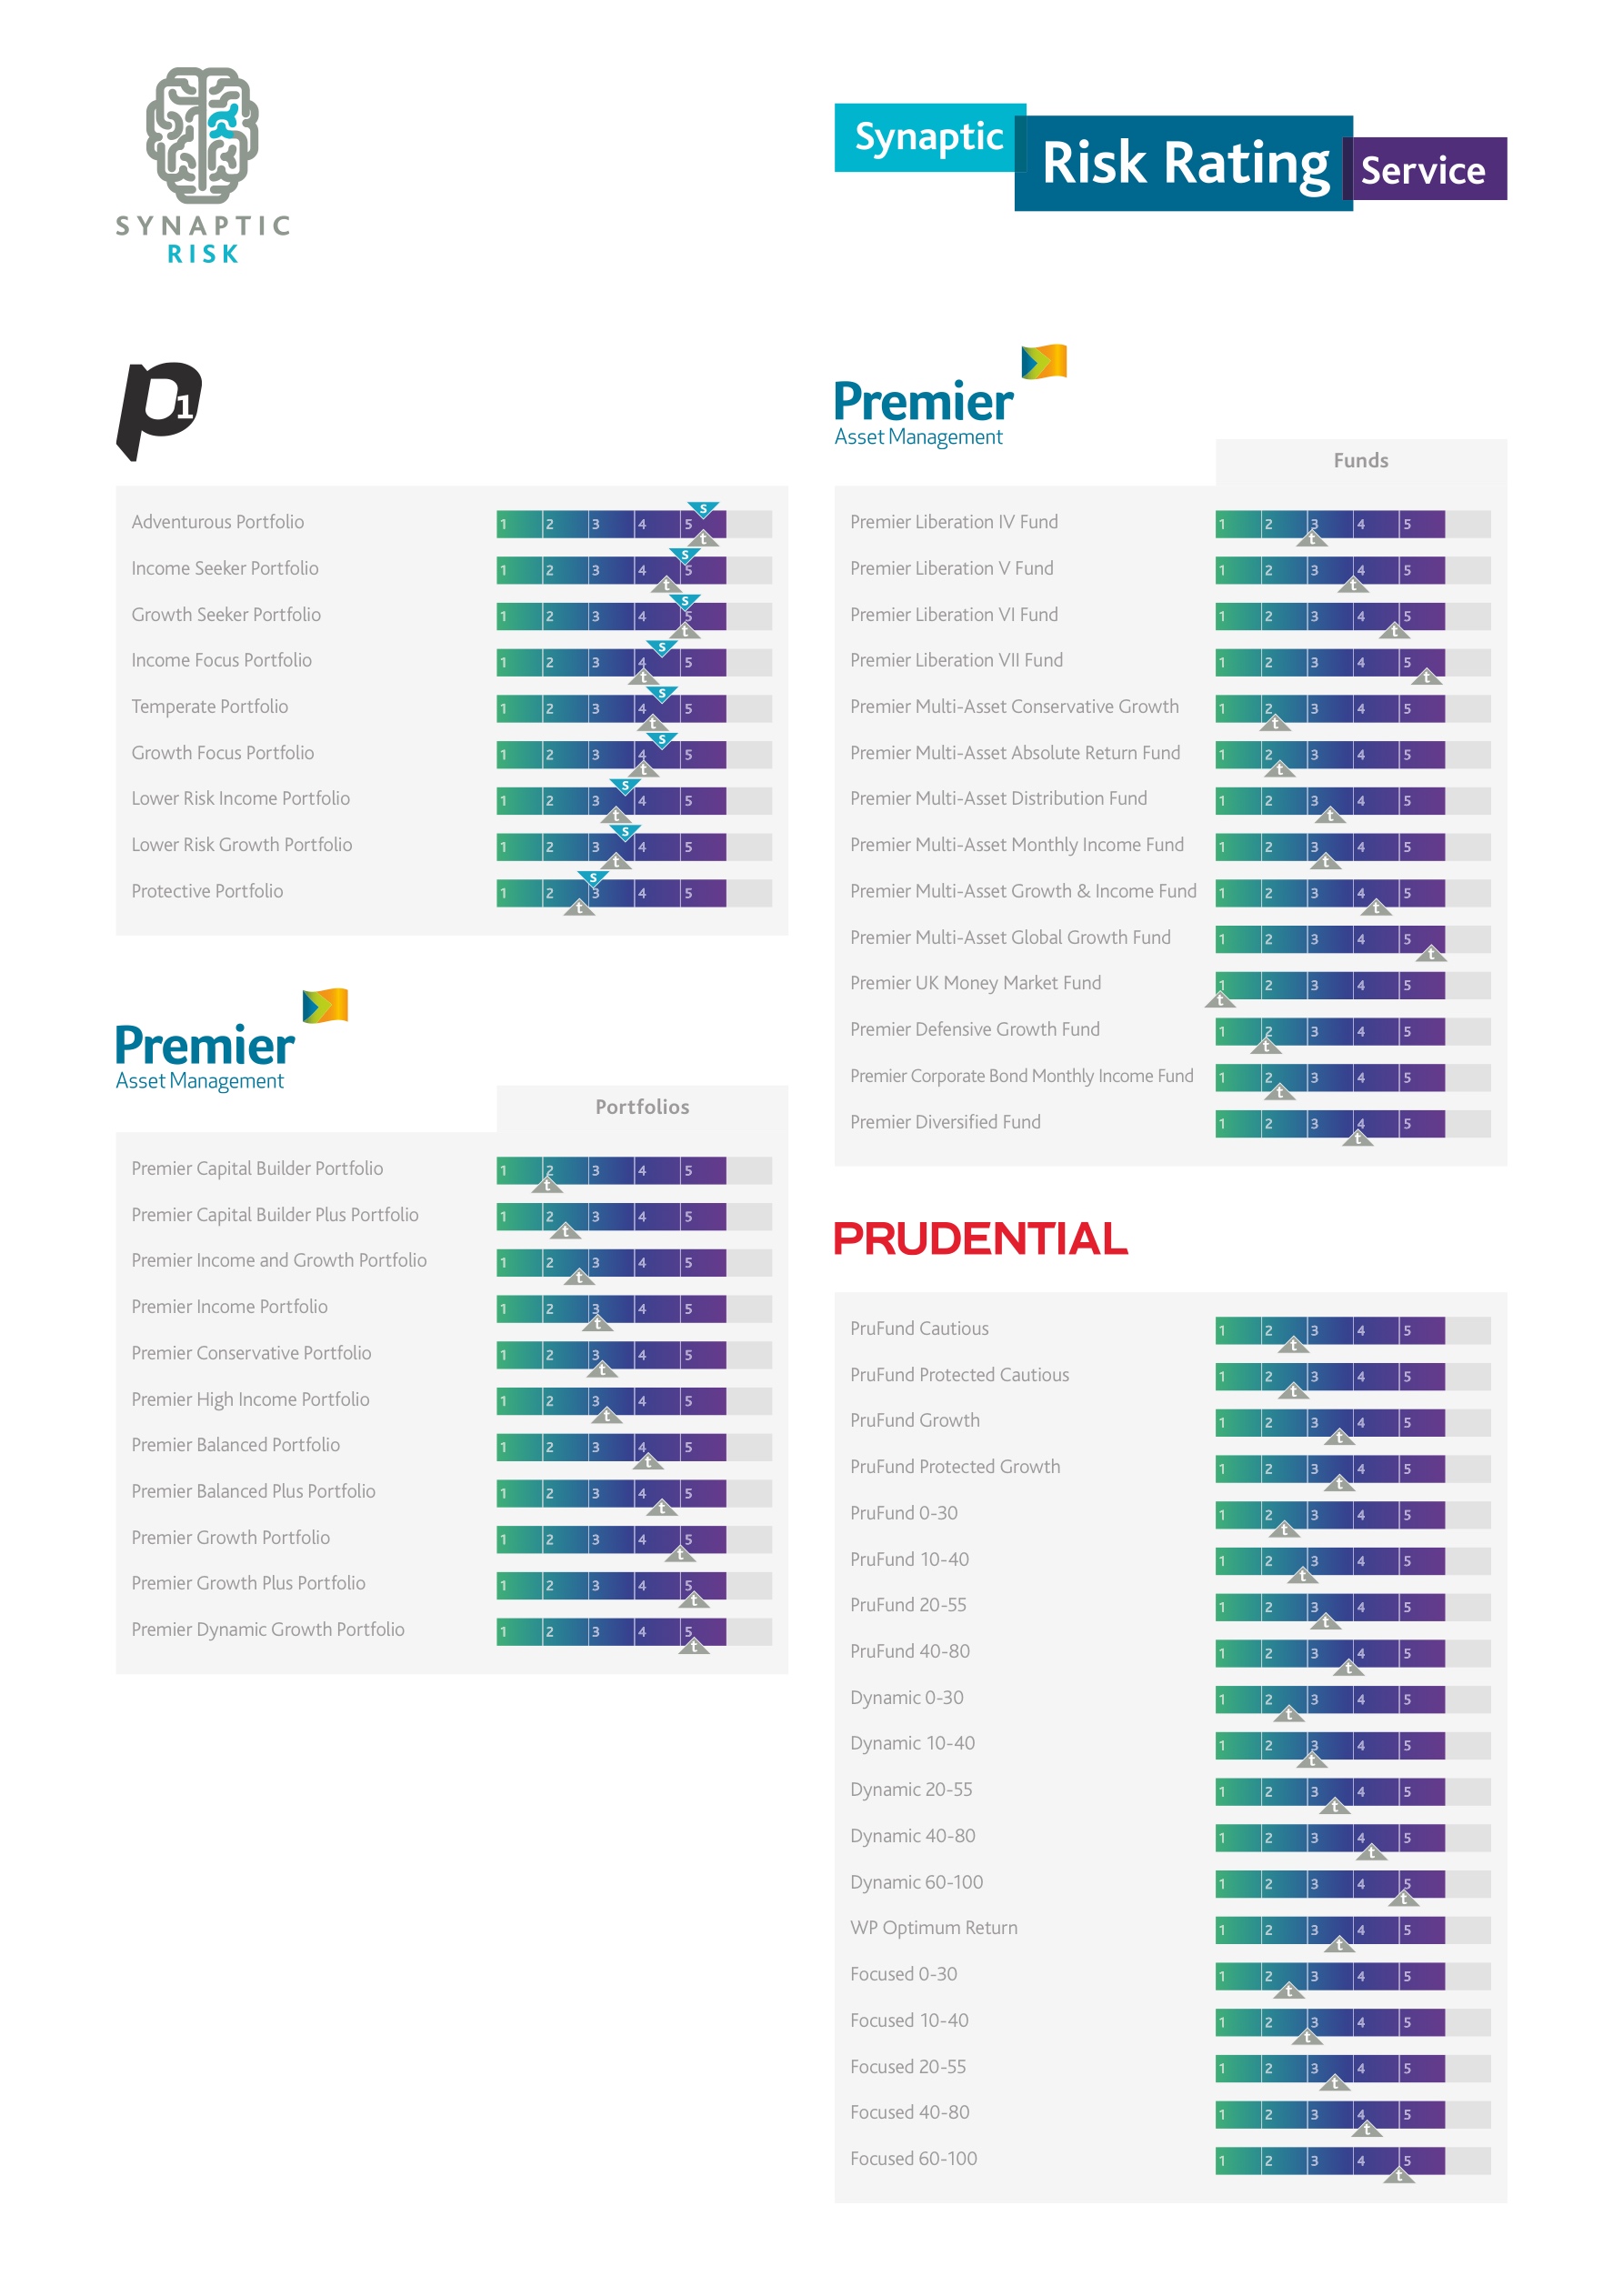 SYNAPTIC
RISK
Synaptic Risk Rating Service
p1
Adventurous Portfolio 1 2 3 4 5 s t
Income Seeker Portfolio 1 2 3 4 5 s t
Growth Seeker Portfolio 1 2 3 4 5 s t
Income Focus Portfolio 1 2 3 4 5 s t
Temperate Portfolio 1 2 3 4 5 s t
Growth Focus Portfolio 1 2 3 4 5 s t
Lower Risk Income Portfolio 1 2 3 4 5 s t
Lower Risk Growth Portfolio 1 2 3 4 5 s t
Protective Portfolio 1 2 3 4 5 s t
Premier
Asset Management
Portfolios
Premier Capital Builder Portfolio 1 2 3 4 5 t
Premier Capital Builder Plus Portfolio 1 2 3 4 5 t
Premier Income and Growth Portfolio 1 2 3 4 5 t
Premier Income Portfolio 1 2 3 4 5 t
Premier Conservative Portfolio 1 2 3 4 5 t
Premier High Income Portfolio 1 2 3 4 5 t
Premier Balanced Portfolio 1 2 3 4 5 t
Premier Balanced Plus Portfolio 1 2 3 4 5 t
Premier Growth Portfolio 1 2 3 4 5 t
Premier Growth Plus Portfolio 1 2 3 4 5 t
Premier Dynamic Growth Portfolio 1 2 3 4 5 t
Premier
Asset Management
Funds
Premier Liberation IV Fund 1 2 3 4 5 t
Premier Liberation V Fund 1 2 3 4 5 t
Premier Liberation VI Fund 1 2 3 4 5 t
Premier Liberation VII Fund 1 2 3 4 5 t
Premier Multi-Asset Conservative Growth 1 2 3 4 5 t
Premier Multi-Asset Absolute Return Fund 1 2 3 4 5 t
Premier Multi-Asset Distribution Fund 1 2 3 4 5 t
Premier Multi-Asset Monthly Income Fund 1 2 3 4 5 t
Premier Multi-Asset Growth & Income Fund 1 2 3 4 5 t
Premier Multi-Asset Global Growth Fund 1 2 3 4 5 t
Premier UK Money Market Fund 1 2 3 4 5 t
Premier Defensive Growth Fund 1 2 3 4 5 t
Premier Corporate Bond Monthly Income Fund 1 2 3 4 5 t
Premier Diversified Fund 1 2 3 4 5 t
PRUDENTIAL
PruFund Cautious 1 2 3 4 5 t
PruFund Protected Cautious 1 2 3 4 5 t
PruFund Growth 1 2 3 4 5 t
PruFund Protected Growth 1 2 3 4 5 t
PruFund 0-30 1 2 3 4 5 t
PruFund 10-40 1 2 3 4 5 t
PruFund 20-55 1 2 3 4 5 t
PruFund 40-80 1 2 3 4 5 t
Dynamic 0-30 1 2 3 4 5 t
Dynamic 10-40 1 2 3 4 5 t
Dynamic 20-55 1 2 3 4 5 t
Dynamic 40-80 1 2 3 4 5 t
Dynamic 60-100 1 2 3 4 5 t
WP Optimum Return 1 2 3 4 5 t
Focused 0-30 1 2 3 4 5 t
Focused 10-40 1 2 3 4 5 t
Focused 20-55 1 2 3 4 5 t
Focused 40-80 1 2 3 4 5 t
Focused 60-100 1 2 3 4 5 t